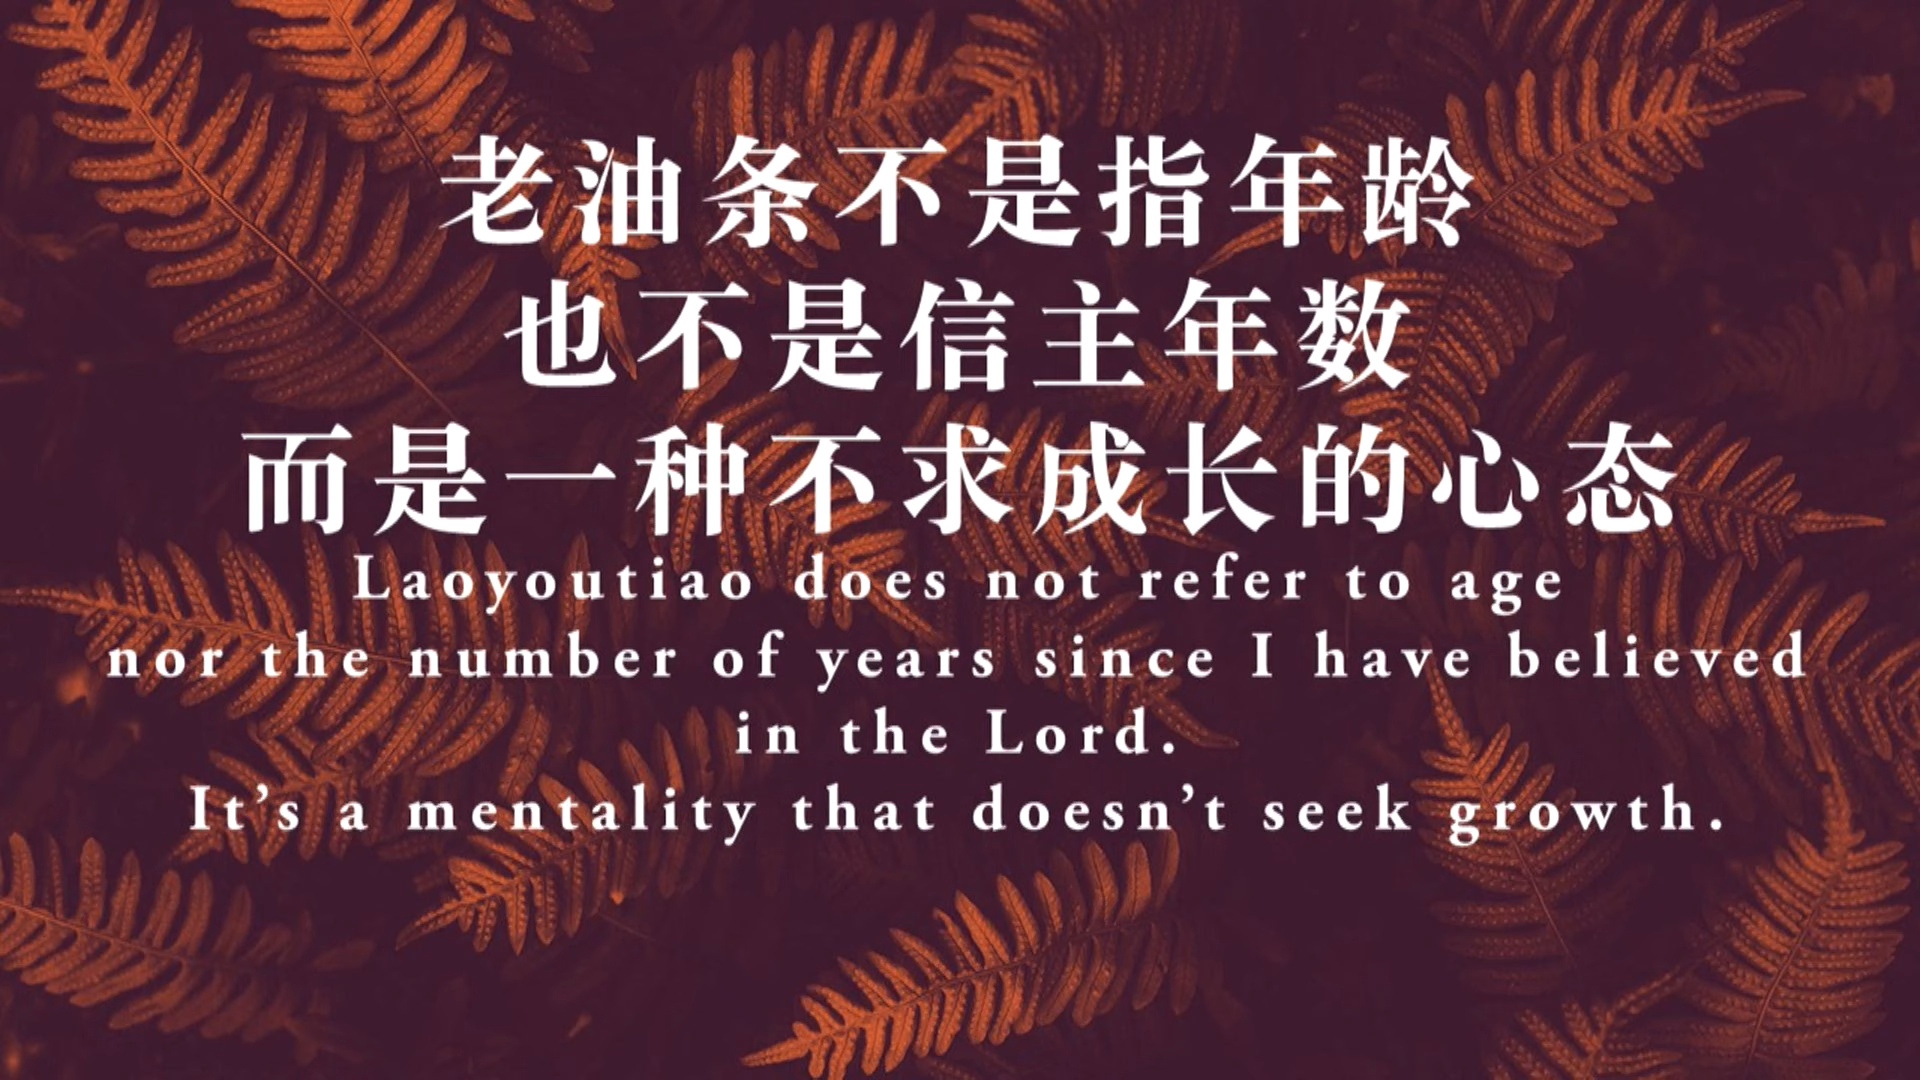 老油条不是指年龄
也不是信主年数
而是一种不求成长的心态
Laoyoutiao does not refer to age
nor the number of years since I have believed
in the Lord.
It’s a mentality that doesn’t seek growth.